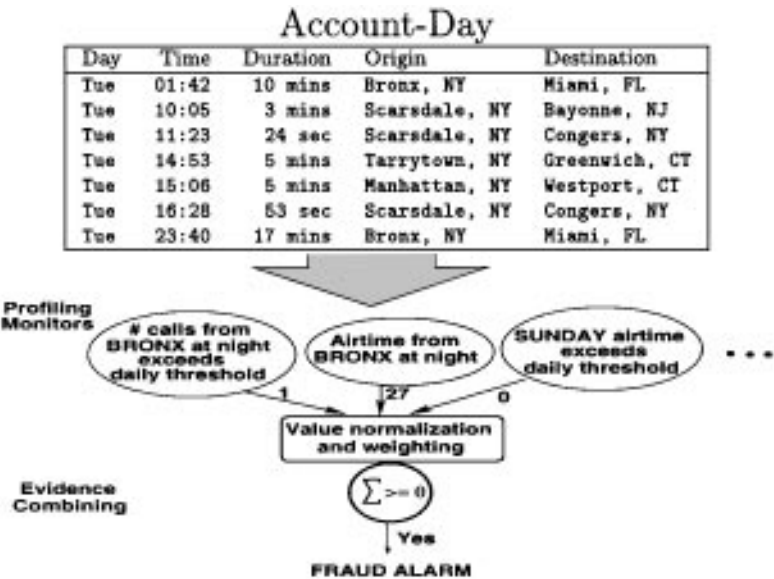 Account-Day
Day Time Duration Origin Destination
Tue 01:42 10 mins Bronx, NY Miami, FL
Tue 10:05 3 mins Scarsdale, NY Bayonne, NJ
Tue 11:23 24 sec Scarsdale, NY Congers, NY
Tue 14:53 5 mins Tarrytown, NY Greenwich, CT
Tue 15:06 5 mins Manhattan, NY Westport, CT
Tue 16:28 53 sec Scarsdale, NY Congers, NY
Tue 23:40 17 mins Bronx, NY Miami, FL
Profiling
Monitors
# calls from
BRONX at night
exceeds
daily threshold
Airtime from
BRONX at night
SUNDAY airtime
exceeds
daily threshold
• • •
1
27
0
Value normalization
and weighting
Evidence
Combining
∑ >= θ
Yes
FRAUD ALARM